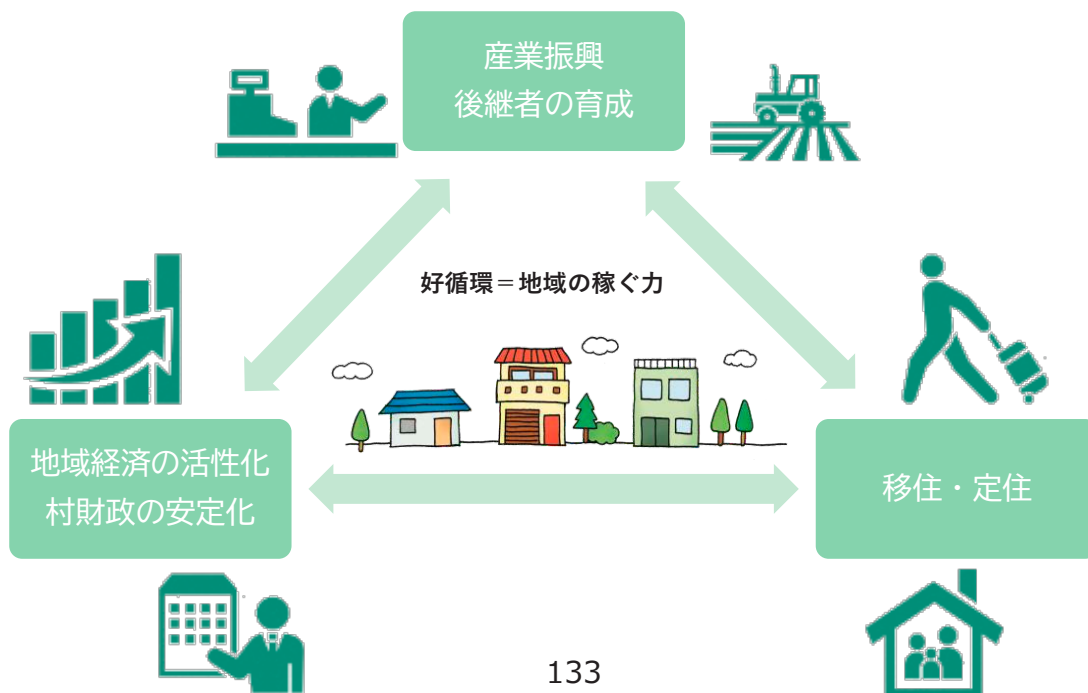 産業振興
後継者の育成
好循環＝地域の稼ぐ力
地域経済の活性化
村財政の安定化
移住・定住
133